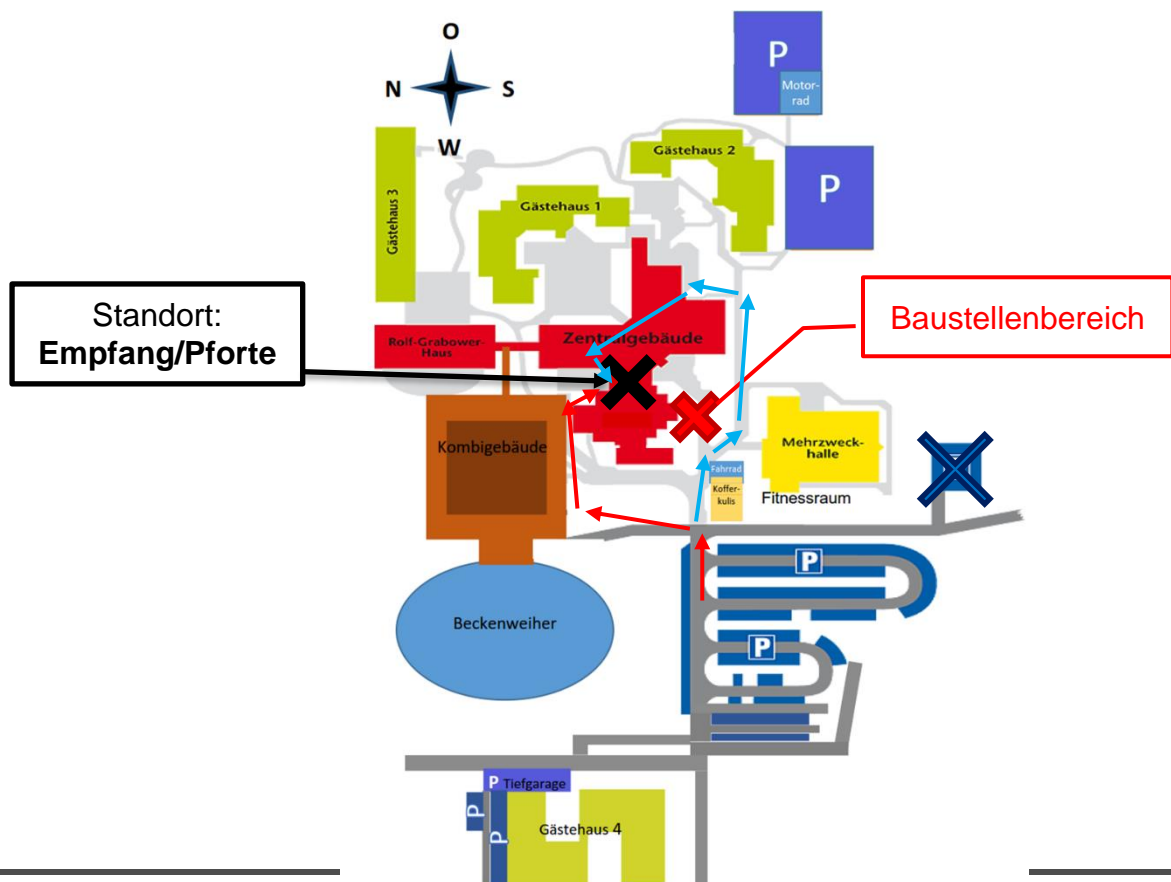 O
N
S
W
P
Motor-
rad
Gästehaus 2
P
Gästehaus 3
Gästehaus 1
Standort:
Empfang/Pforte
Baustellenbereich
Rolf-Grabower-
Haus
Zentralgebäude
Kombigebäude
Mehrzweck-
halle
Fahrrad
Koffer-
kulis
Fitnessraum
P
Beckenweiher
P
P Tiefgarage
P
P
Gästehaus 4